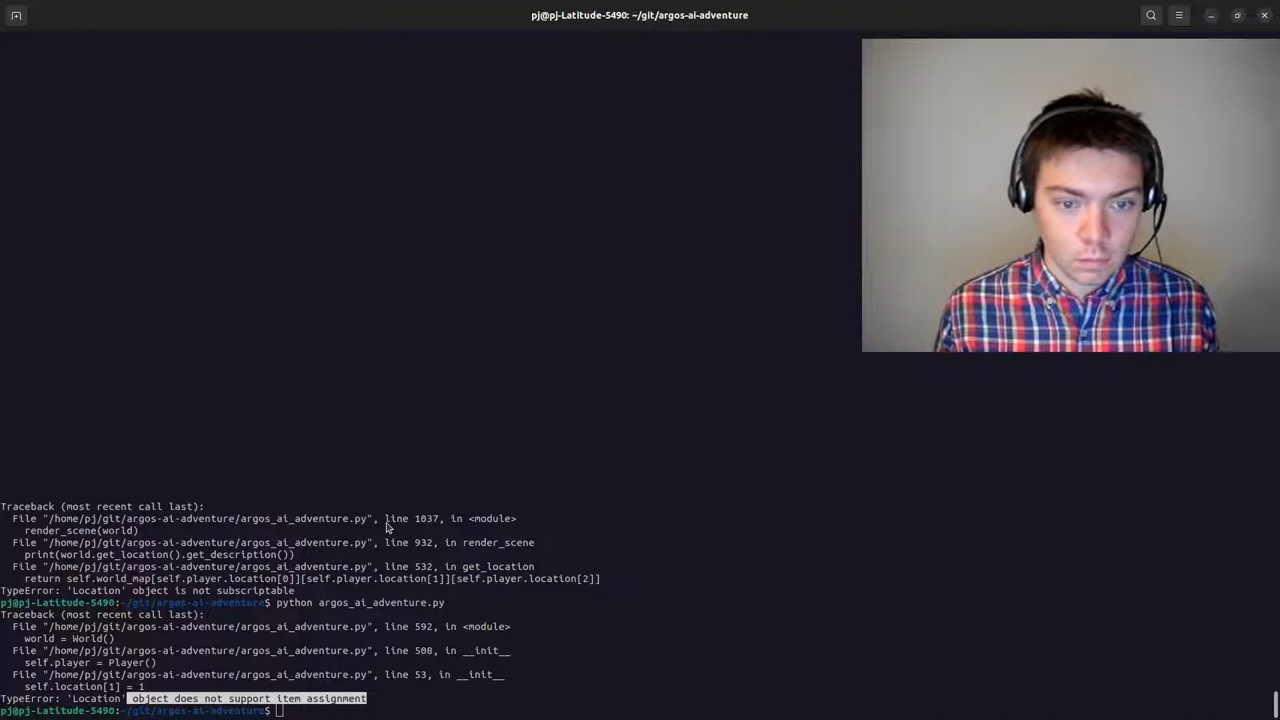 pj@pj-Latitude-5490: ~/git/argos-ai-adventure
Traceback (most recent call last):
  File "/home/pj/git/argos-ai-adventure/argos_ai_adventure.py", line 1037, in <module>
    render_scene(world)
  File "/home/pj/git/argos-ai-adventure/argos_ai_adventure.py", line 932, in render_scene
    print(world.get_location().get_description())
  File "/home/pj/git/argos-ai-adventure/argos_ai_adventure.py", line 532, in get_location
    return self.world_map[self.player.location[0]][self.player.location[1]][self.player.location[2]]
TypeError: 'Location' object is not subscriptable
pj@pj-Latitude-5490:~/git/argos-ai-adventure$ python argos_ai_adventure.py
Traceback (most recent call last):
  File "/home/pj/git/argos-ai-adventure/argos_ai_adventure.py", line 592, in <module>
    world = World()
  File "/home/pj/git/argos-ai-adventure/argos_ai_adventure.py", line 508, in __init__
    self.player = Player()
  File "/home/pj/git/argos-ai-adventure/argos_ai_adventure.py", line 53, in __init__
    self.location[1] = 1
TypeError: 'Location' object does not support item assignment
pj@pj-Latitude-5490:~/git/argos-ai-adventure$